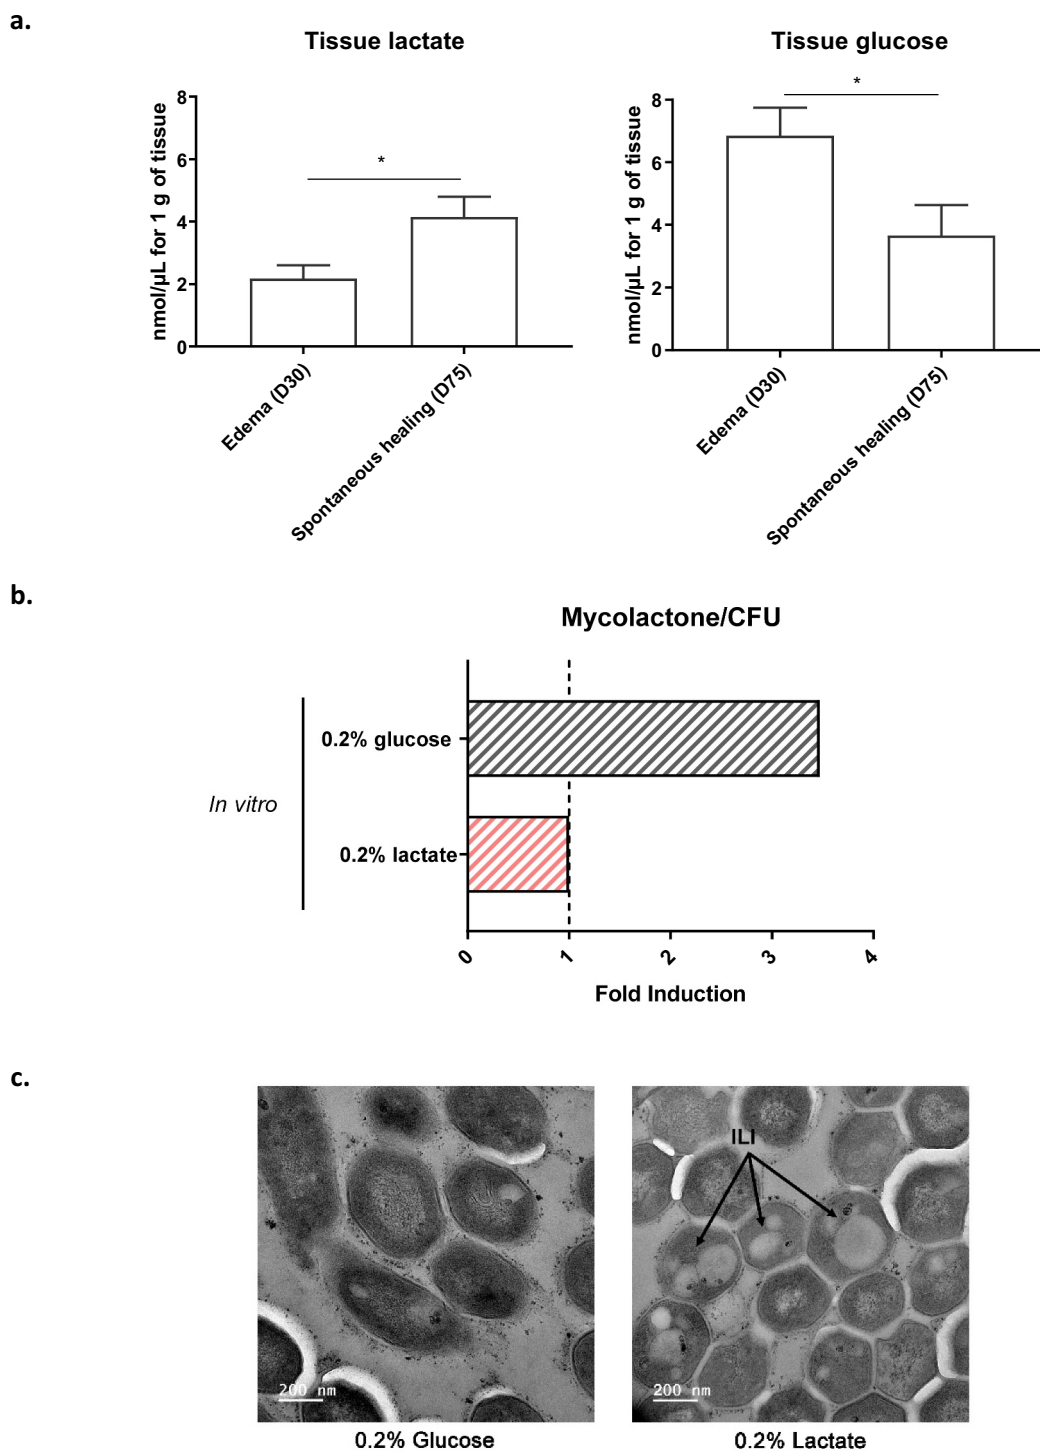 a.
Tissue lactate
nmol/µL for 1 g of tissue
8
6
4
2
0
*
Edema (D30)
Spontaneous healing (D75)
Tissue glucose
nmol/µL for 1 g of tissue
8
6
4
2
0
*
Edema (D30)
Spontaneous healing (D75)
b.
Mycolactone/CFU
In vitro
0.2% glucose
0.2% lactate
0 1 2 3 4
Fold Induction
c.
200 nm
0.2% Glucose
ILI
200 nm
0.2% Lactate